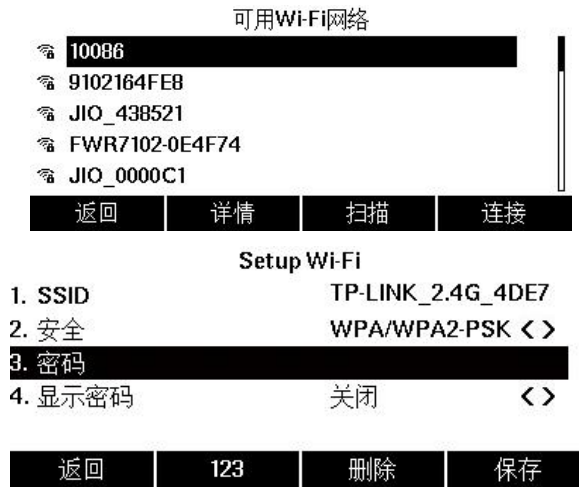 可用Wi-Fi网络
10086
9102164FE8
JIO_438521
FWR7102-0E4F74
JIO_0000C1
返回 详情 扫描 连接
Setup Wi-Fi
1. SSID TP-LINK_2.4G_4DE7
2. 安全 WPA/WPA2-PSK < >
3. 密码
4. 显示密码 关闭 < >
返回 123 删除 保存